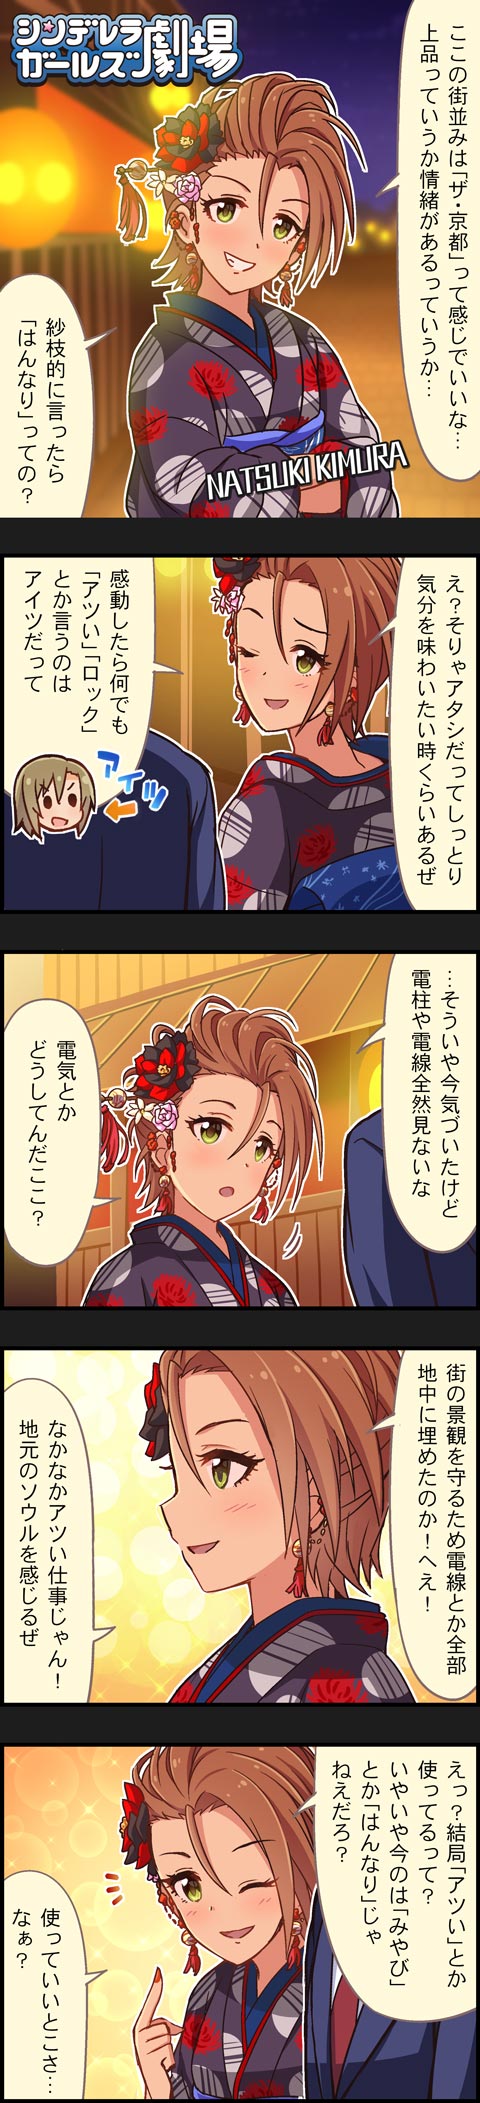 シンデレラ
ガールズ劇場
ここの街並みは「ザ・京都」って感じでいいな…
上品っていうか情緒があるっていうか…
紗枝的に言ったら
「はんなり」っての？
NATSUKI KIMURA
え？そりゃアタシだってしっとり
気分を味わいたい時くらいあるぜ
感動したら何でも
「アツい」「ロック」
とか言うのは
アイツだって
アイツ
…そういや今気づいたけど
電柱や電線全然見ないな
電気とか
どうしてんだここ？
街の景観を守るため電線とか全部
地中に埋めたのか！へえ！
なかなかアツい仕事じゃん！
地元のソウルを感じるぜ
えっ？結局「アツい」とか
使ってるって？
いやいや今のは「みやび」
とか「はんなり」じゃ
ねえだろ？
使っていいとこさ…
なぁ？